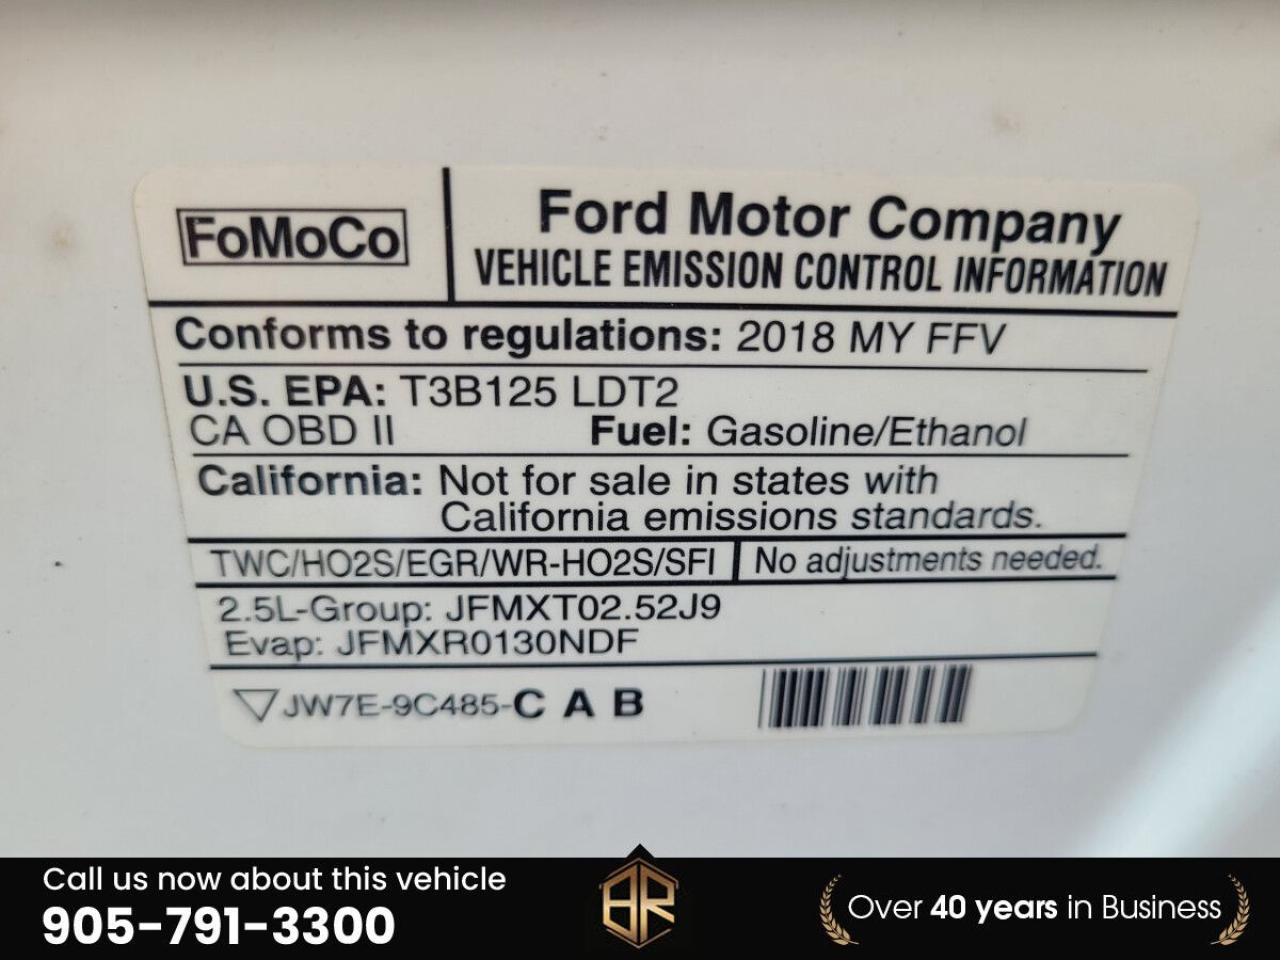 FoMoCo
Ford Motor Company
VEHICLE EMISSION CONTROL INFORMATION
Conforms to regulations: 2018 MY FFV
U.S. EPA: T3B125 LDT2
CA OBD II Fuel: Gasoline/Ethanol
California: Not for sale in states with
California emissions standards.
TWC/HO2S/EGR/WR-HO2S/SFI No adjustments needed.
2.5L-Group: JFMXT02.52J9
Evap: JFMXR0130NDF
JW7E-9C485-C A B
Call us now about this vehicle
905-791-3300
BR
Over 40 years in Business